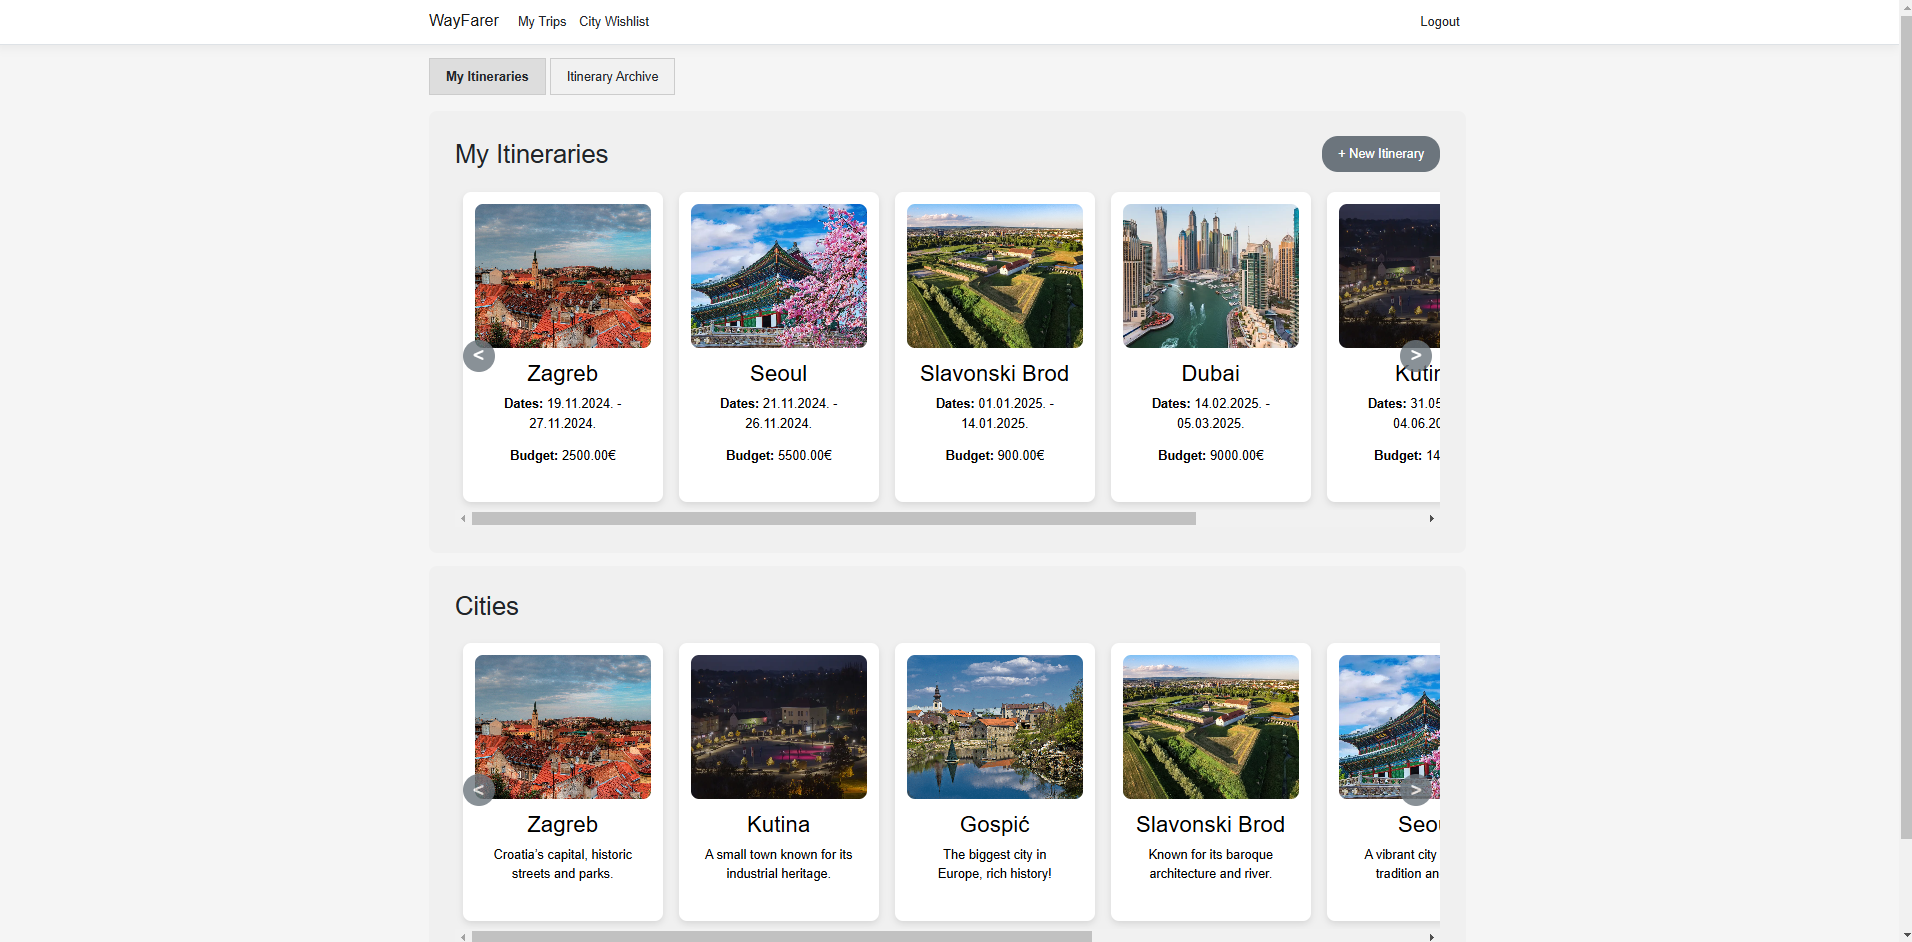 WayFarer My Trips City Wishlist Logout
My Itineraries Itinerary Archive
My Itineraries
+ New Itinerary
< >
Zagreb
Dates: 19.11.2024. -
27.11.2024.
Budget: 2500.00€
Seoul
Dates: 21.11.2024. -
26.11.2024.
Budget: 5500.00€
Slavonski Brod
Dates: 01.01.2025. -
14.01.2025.
Budget: 900.00€
Dubai
Dates: 14.02.2025. -
05.03.2025.
Budget: 9000.00€
Dates: 31.05
04.06.20
Budget: 14
Cities
< >
Zagreb
Croatia's capital, historic
streets and parks.
Kutina
A small town known for its
industrial heritage.
Gospić
The biggest city in
Europe, rich history!
Slavonski Brod
Known for its baroque
architecture and river.
A vibrant city
tradition